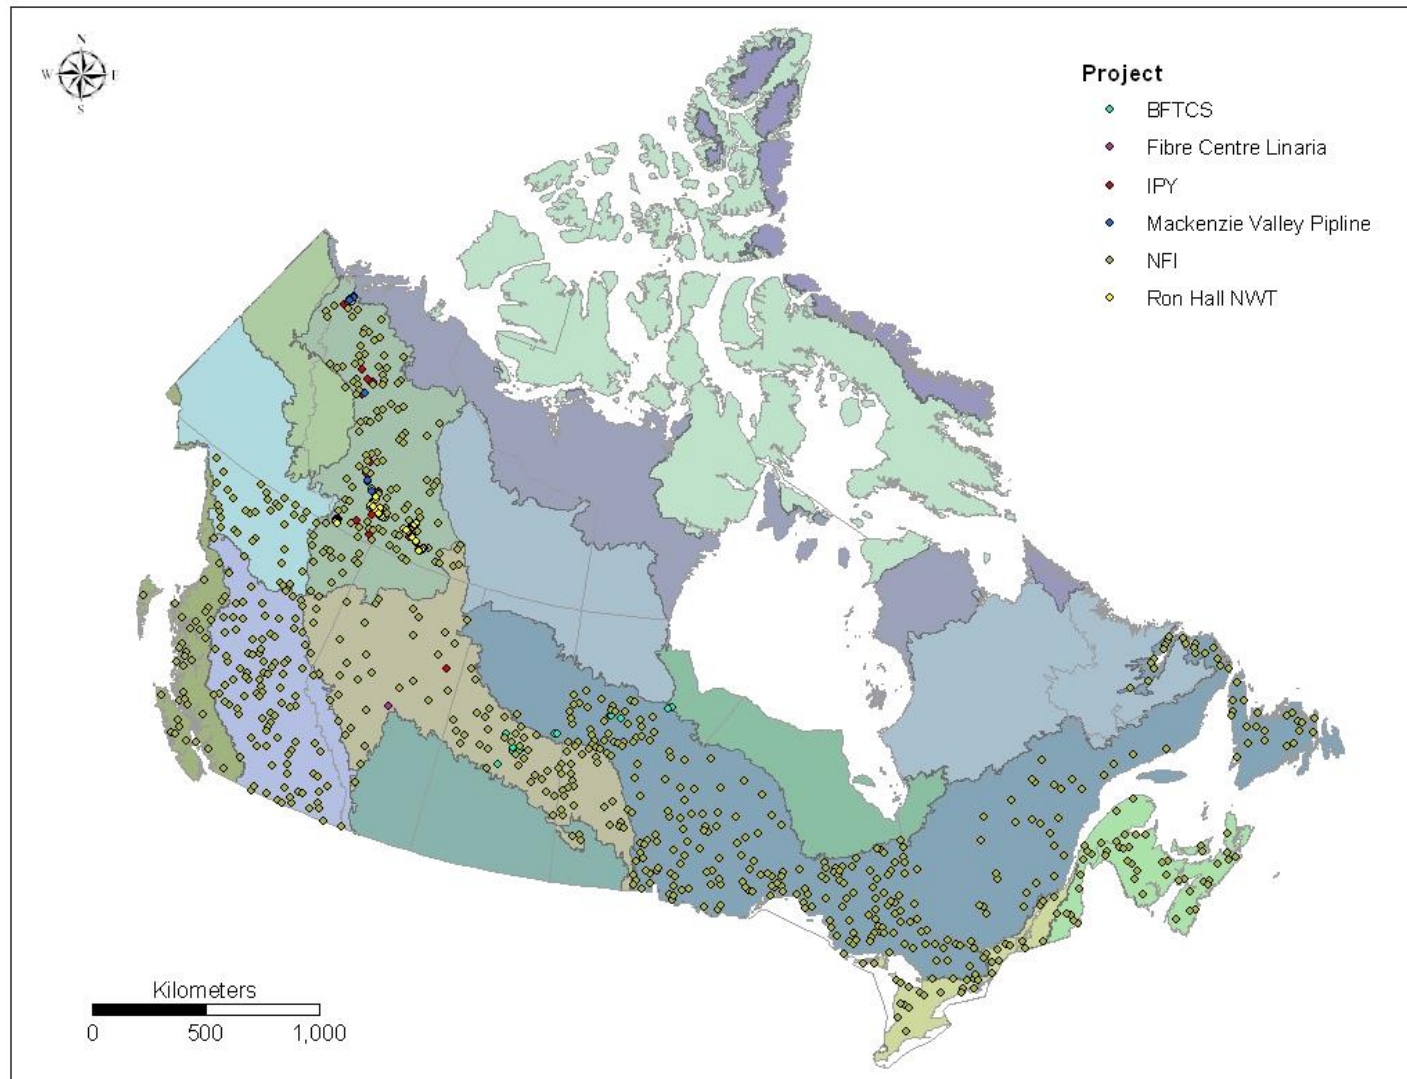 N
W E
S
Project
BFTCS
Fibre Centre Linaria
IPY
Mackenzie Valley Pipline
NFI
Ron Hall NWT
Kilometers
0 500 1,000